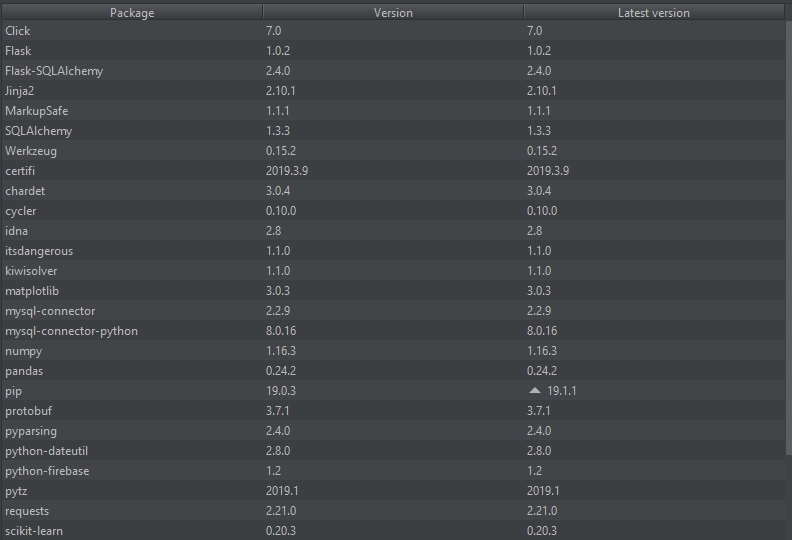 Package Version Latest version
Click 7.0 7.0
Flask 1.0.2 1.0.2
Flask-SQLAlchemy 2.4.0 2.4.0
Jinja2 2.10.1 2.10.1
MarkupSafe 1.1.1 1.1.1
SQLAlchemy 1.3.3 1.3.3
Werkzeug 0.15.2 0.15.2
certifi 2019.3.9 2019.3.9
chardet 3.0.4 3.0.4
cycler 0.10.0 0.10.0
idna 2.8 2.8
itsdangerous 1.1.0 1.1.0
kiwisolver 1.1.0 1.1.0
matplotlib 3.0.3 3.0.3
mysql-connector 2.2.9 2.2.9
mysql-connector-python 8.0.16 8.0.16
numpy 1.16.3 1.16.3
pandas 0.24.2 0.24.2
pip 19.0.3 19.1.1
protobuf 3.7.1 3.7.1
pyparsing 2.4.0 2.4.0
python-dateutil 2.8.0 2.8.0
python-firebase 1.2 1.2
pytz 2019.1 2019.1
requests 2.21.0 2.21.0
scikit-learn 0.20.3 0.20.3